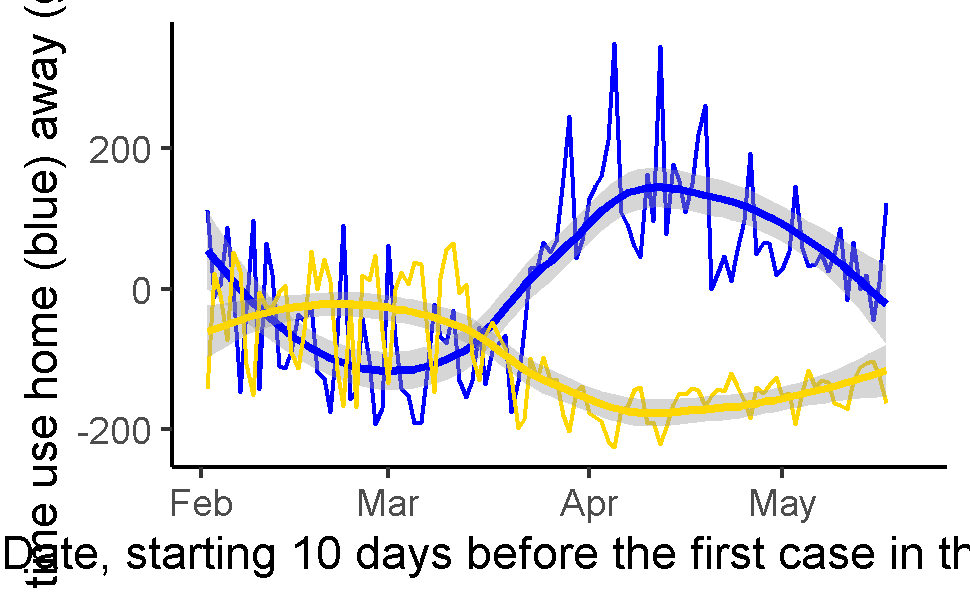 time use home (blue) away (
200
0
-200
Feb Mar Apr May
Date, starting 10 days before the first case in th